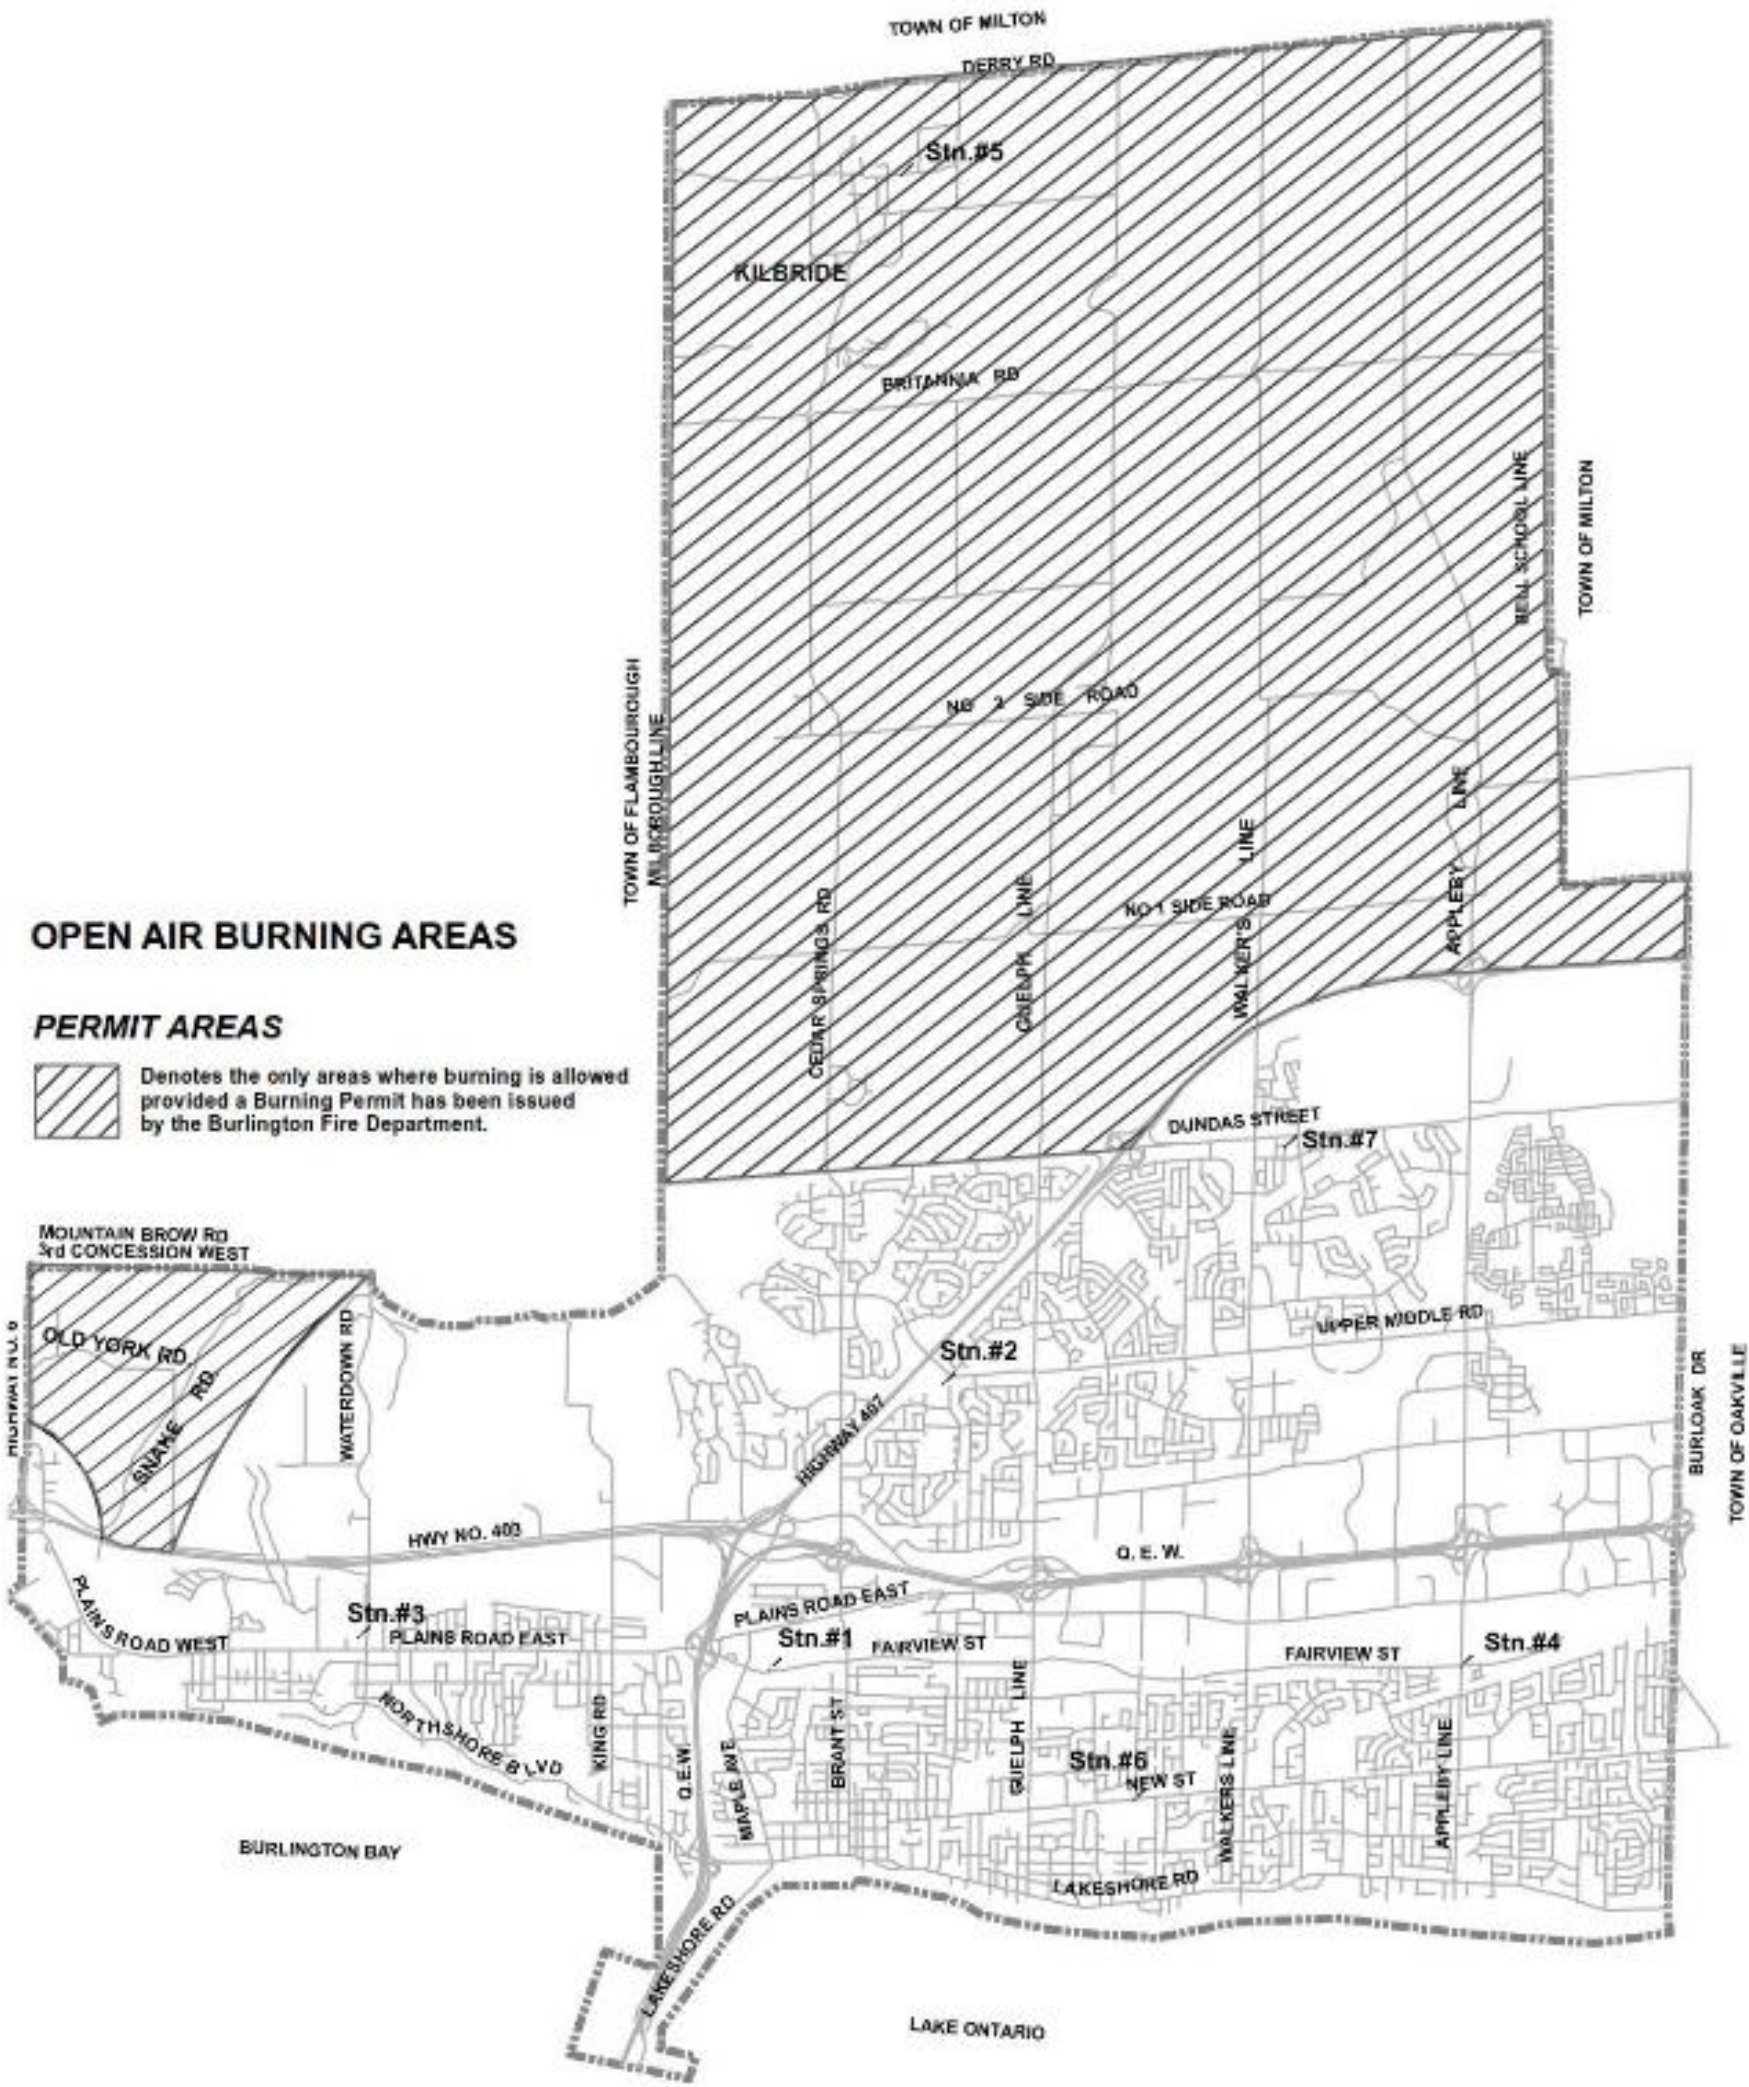 TOWN OF MILTON
DERRY RD
Stn.#5
KILBRIDE
BRITANNIA RD
BELL SCHOOL LINE
TOWN OF MILTON
NO 2 SIDE ROAD
TOWN OF FLAMBOUROUGH
MILBOROUGH LINE
APPLEBY LINE
WALKER'S LINE
GUELPH LINE
CEDAR SPRINGS RD
NO 1 SIDE ROAD
OPEN AIR BURNING AREAS
PERMIT AREAS
Denotes the only areas where burning is allowed
provided a Burning Permit has been issued
by the Burlington Fire Department.
DUNDAS STREET
Stn.#7
MOUNTAIN BROW RD
3rd CONCESSION WEST
HIGHWAY NO. 6
OLD YORK RD.
SNAKE RD
WATERDOWN RD
UPPER MIDDLE RD
Stn.#2
HIGHWAY 407
BURLOAK DR
TOWN OF OAKVILLE
HWY NO. 403
Q. E. W.
PLAINS ROAD WEST
Stn.#3
PLAINS ROAD EAST
PLAINS ROAD EAST
Stn.#1
FAIRVIEW ST
FAIRVIEW ST
Stn.#4
NORTHSHORE BLVD
KING RD
Q.E.W.
MAPLE AVE
BRANT ST
GUELPH LINE
Stn.#6
NEW ST
WALKERS LINE
APPLEBY LINE
BURLINGTON BAY
LAKESHORE RD
LAKESHORE RD
LAKE ONTARIO